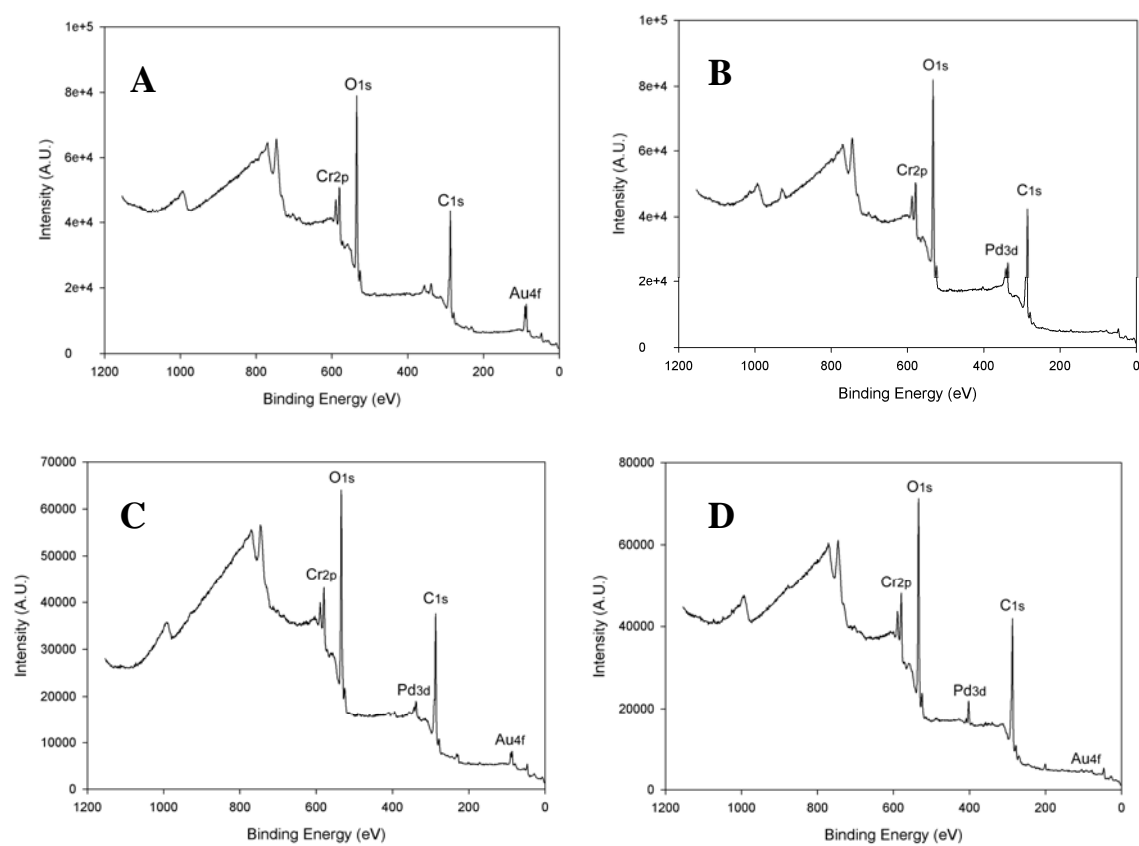 A
1e+5
8e+4
6e+4
4e+4
2e+4
0
Intensity (A.U.)
O1s
Cr2p
C1s
Au4f
1200 1000 800 600 400 200 0
Binding Energy (eV)
B
1e+5
8e+4
6e+4
4e+4
2e+4
0
Intensity (A.U.)
O1s
Cr2p
C1s
Pd3d
1200 1000 800 600 400 200 0
Binding Energy (eV)
C
70000
60000
50000
40000
30000
20000
10000
0
Intensity (A.U.)
O1s
Cr2p
C1s
Pd3d
Au4f
1200 1000 800 600 400 200 0
Binding Energy (eV)
D
80000
60000
40000
20000
0
Intensity (A.U.)
O1s
Cr2p
C1s
Pd3d
Au4f
1200 1000 800 600 400 200 0
Binding Energy (eV)